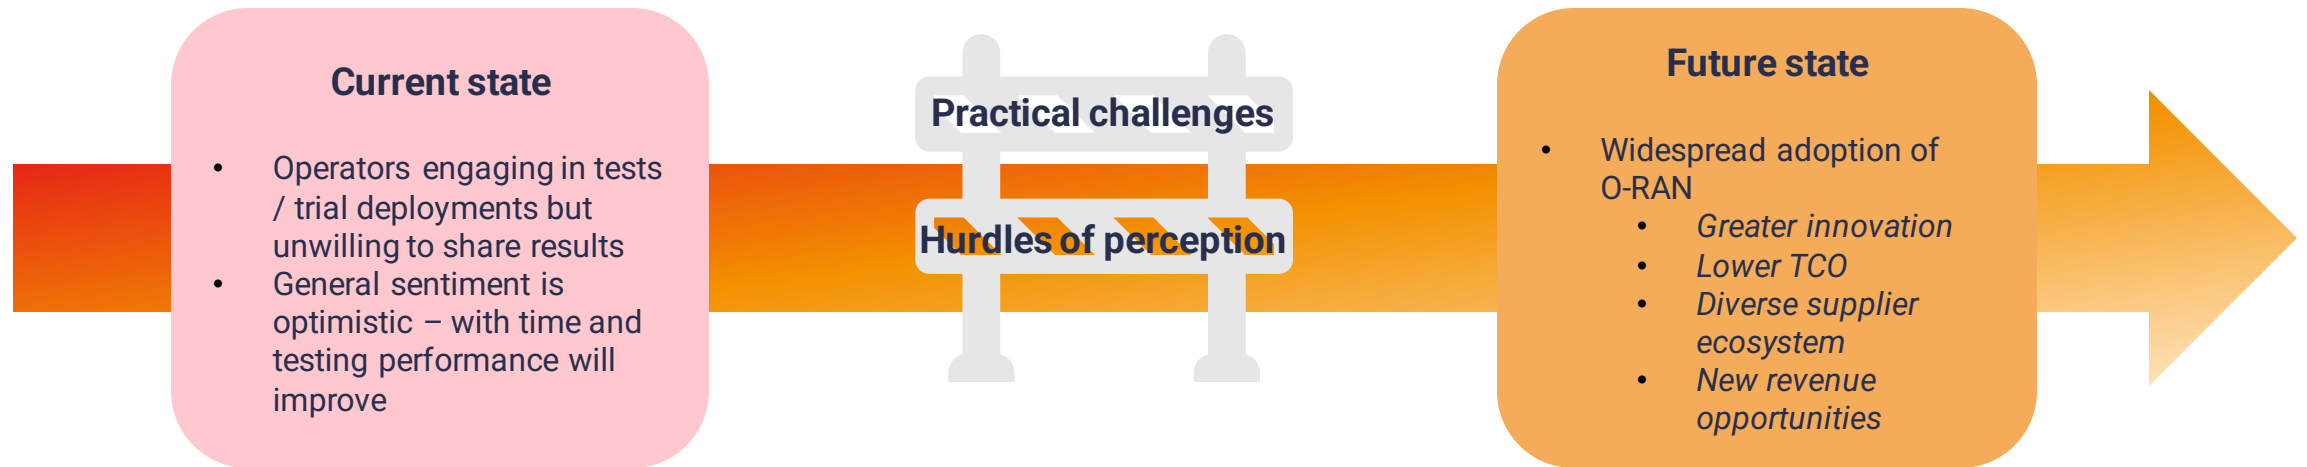 Current state
• Operators engaging in tests
/ trial deployments but
unwilling to share results
• General sentiment is
optimistic – with time and
testing performance will
improve
Practical challenges
Hurdles of perception
Future state
• Widespread adoption of
O-RAN
• Greater innovation
• Lower TCO
• Diverse supplier
ecosystem
• New revenue
opportunities